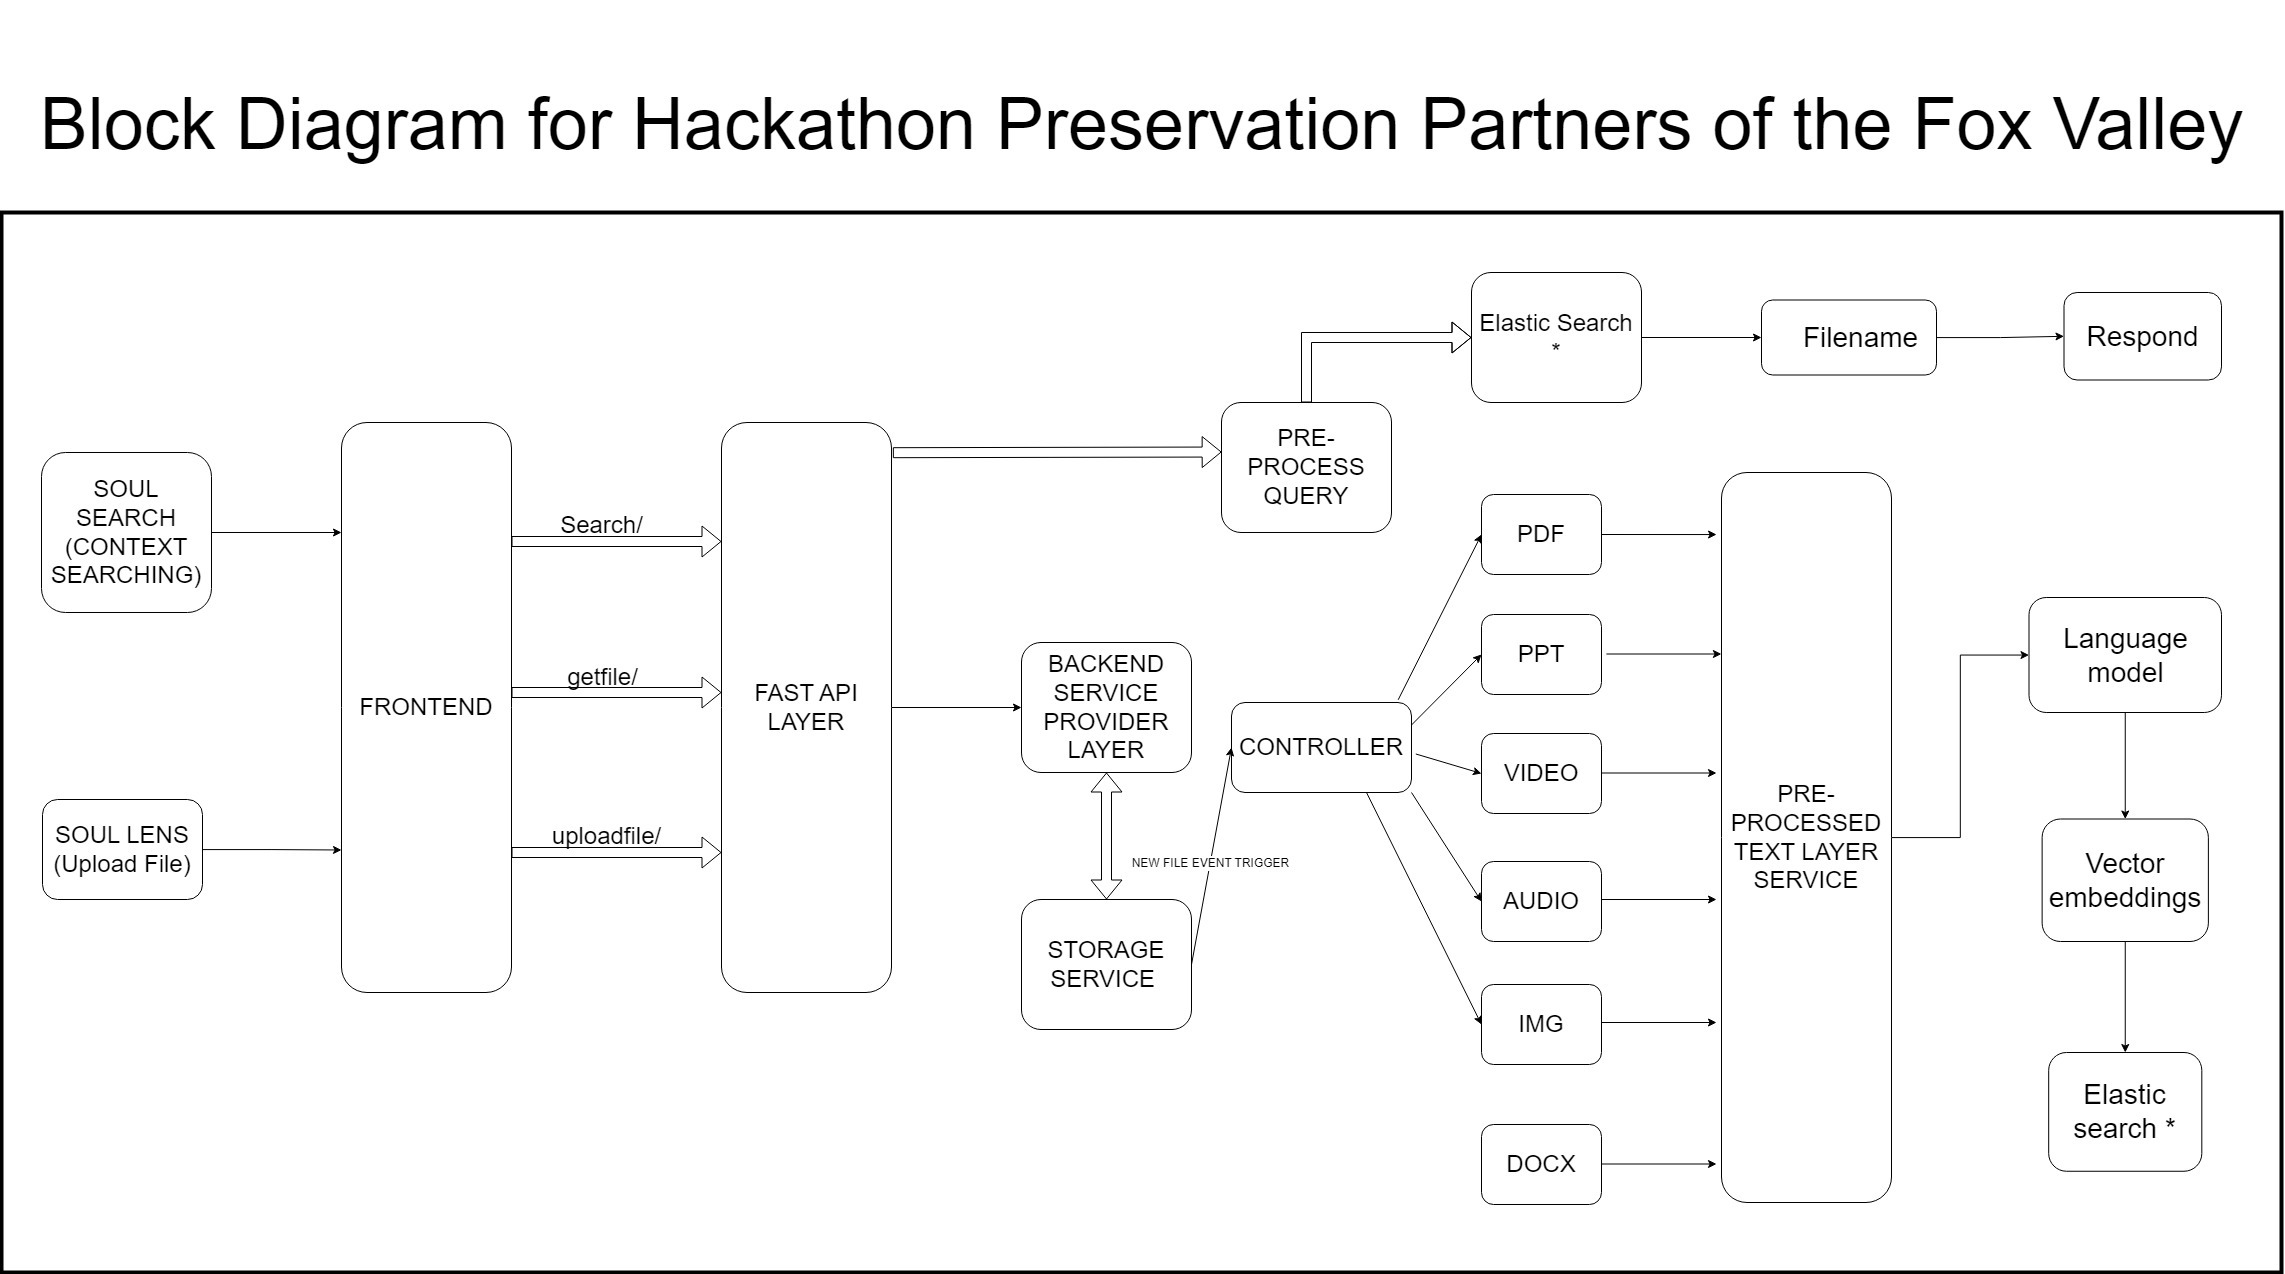 Block Diagram for Hackathon Preservation Partners of the Fox Valley
SOUL
SEARCH
(CONTEXT
SEARCHING)
SOUL LENS
(Upload File)
FRONTEND
Search/
getfile/
uploadfile/
FAST API
LAYER
PRE-
PROCESS
QUERY
Elastic Search
*
Filename
Respond
BACKEND
SERVICE
PROVIDER
LAYER
NEW FILE EVENT TRIGGER
STORAGE
SERVICE
CONTROLLER
PDF
PPT
VIDEO
AUDIO
IMG
DOCX
PRE-
PROCESSED
TEXT LAYER
SERVICE
Language
model
Vector
embeddings
Elastic
search *